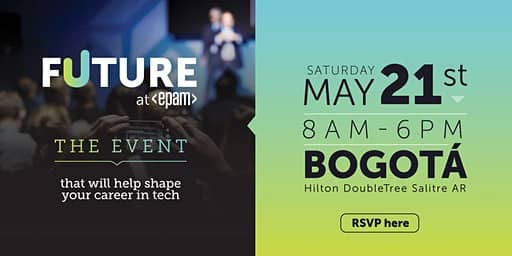 FUTURE
at <epam>
THE EVENT
that will help shape
your career in tech
SATURDAY
MAY 21st
8 AM - 6 PM
BOGOTÁ
Hilton DoubleTree Salitre AR
RSVP here